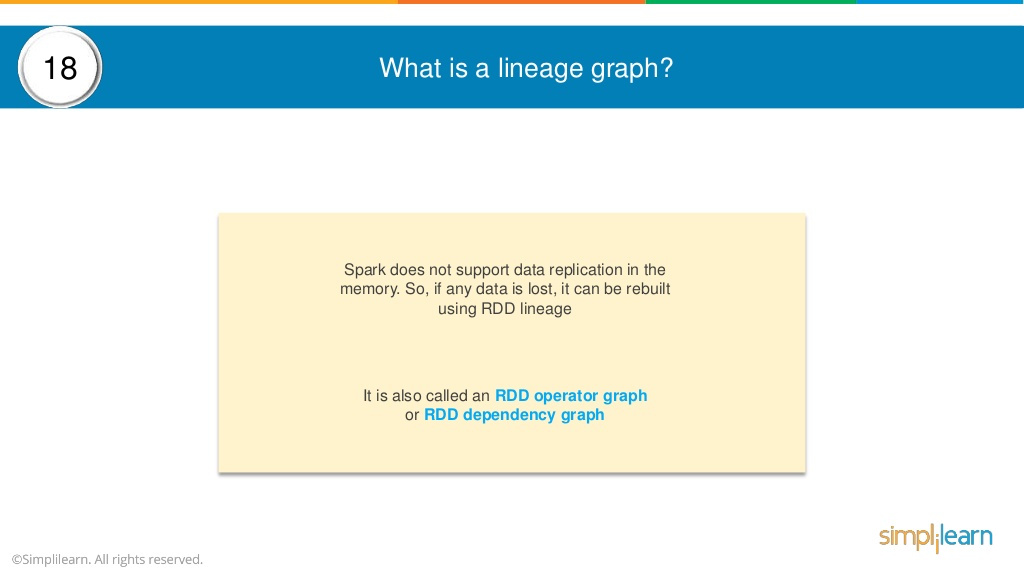 18
What is a lineage graph?
Spark does not support data replication in the
memory. So, if any data is lost, it can be rebuilt
using RDD lineage
It is also called an RDD operator graph
or RDD dependency graph
simplilearn
©Simplilearn. All rights reserved.